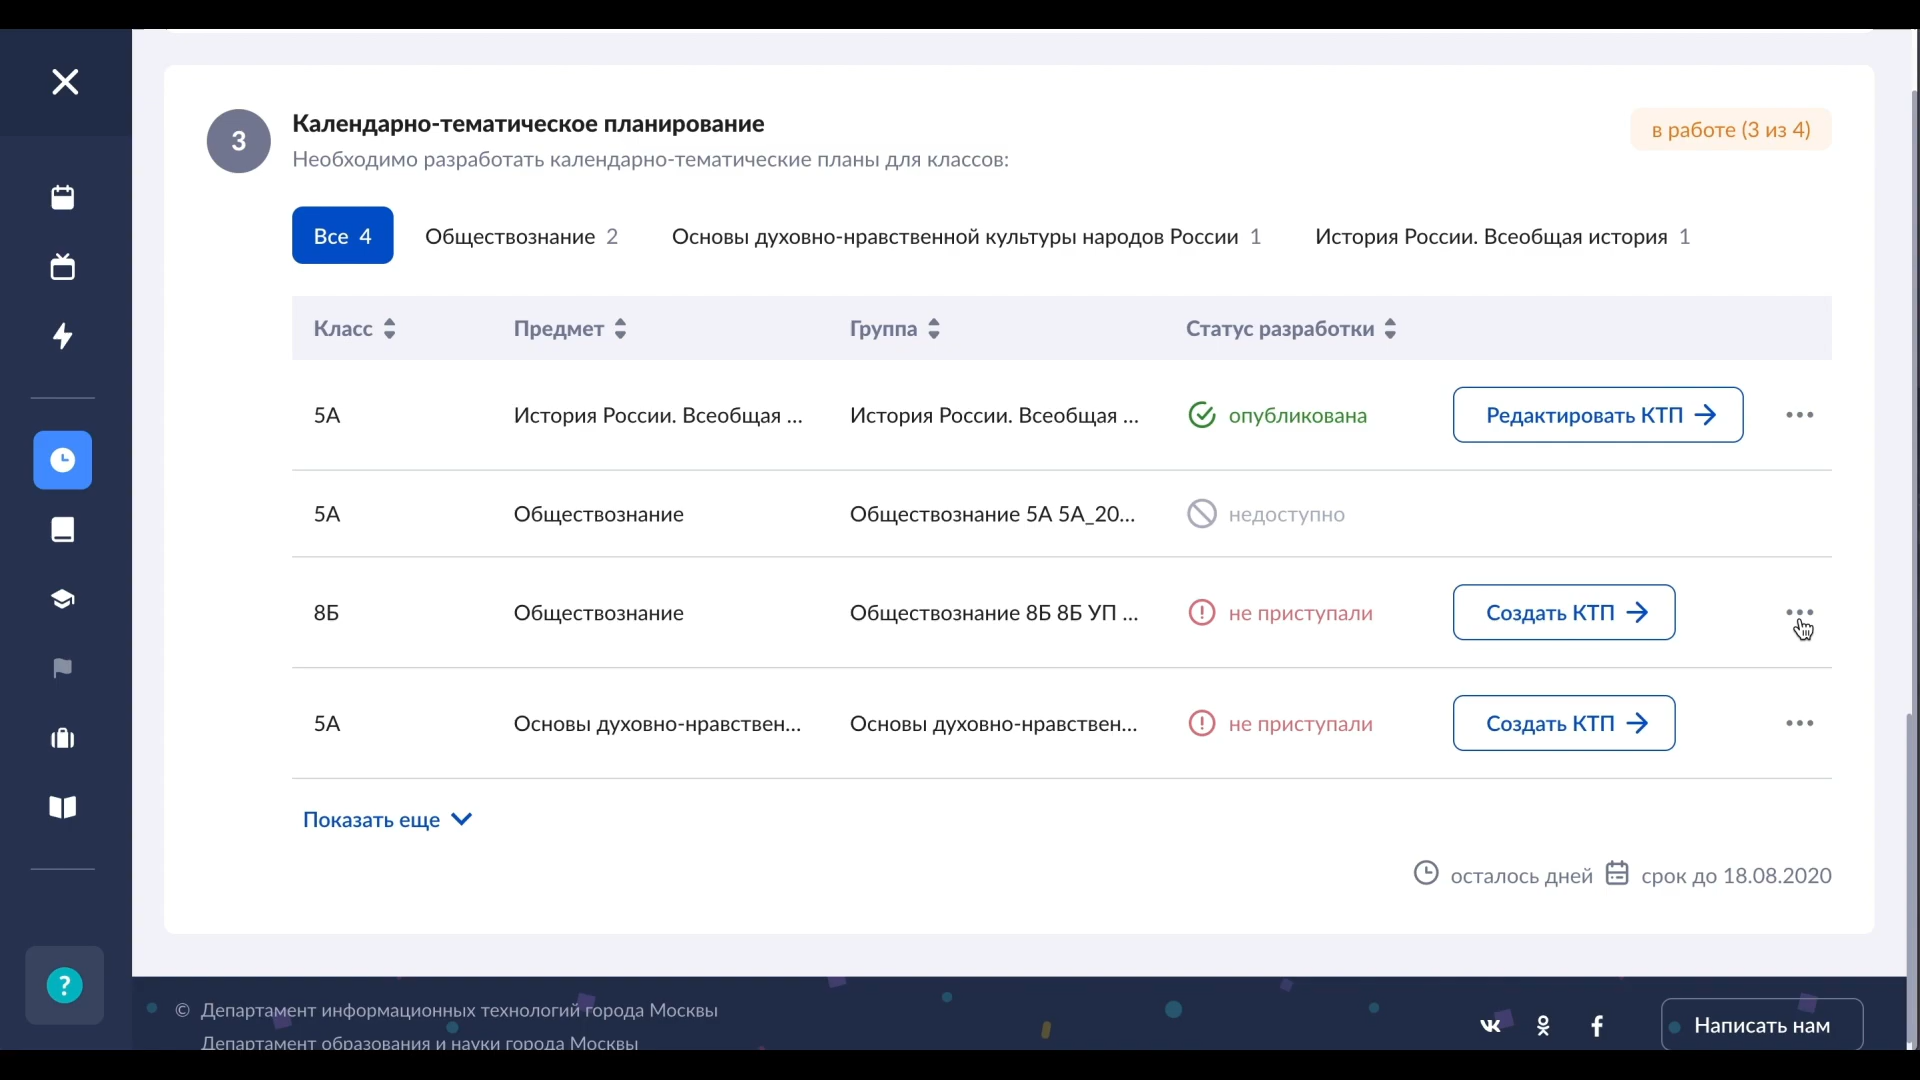 3
Календарно-тематическое планирование
в работе (3 из 4)
Необходимо разработать календарно-тематические планы для классов:
Все 4 Обществознание 2 Основы духовно-нравственной культуры народов России 1 История России. Всеобщая история 1
Класс Предмет Группа Статус разработки
5А История России. Всеобщая ... История России. Всеобщая ... опубликована Редактировать КТП
5А Обществознание Обществознание 5А 5А_20... недоступно
8Б Обществознание Обществознание 8Б 8Б УП ... не приступали Создать КТП
5А Основы духовно-нравствен... Основы духовно-нравствен... не приступали Создать КТП
Показать еще
осталось дней срок до 18.08.2020
?
© Департамент информационных технологий города Москвы
Департамент образования и науки города Москвы
Написать нам